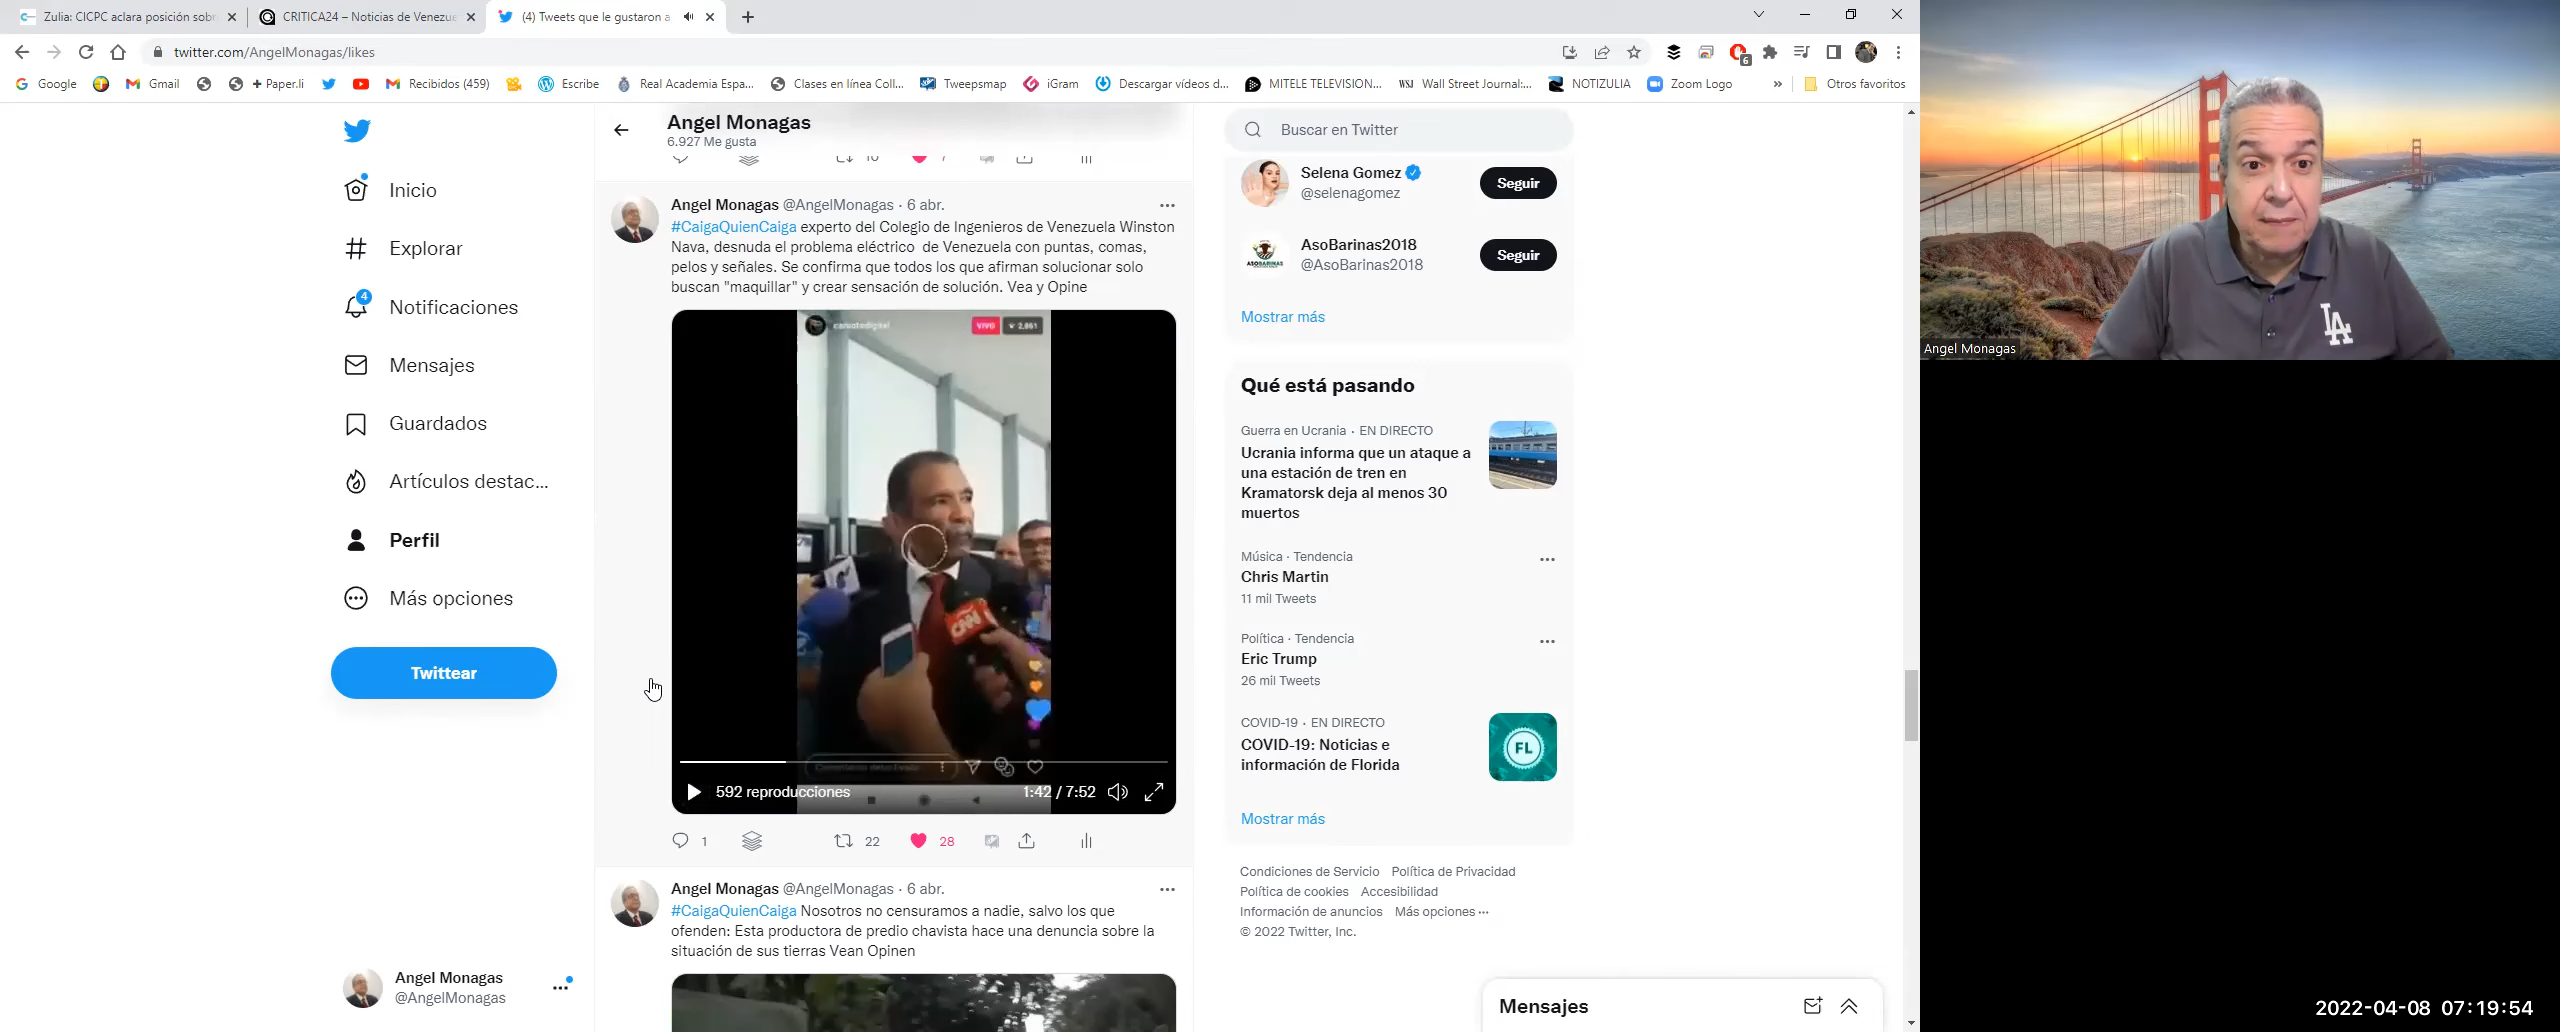 Zulia: CICPC aclara posición sobr
CRITICA24 – Noticias de Venezue
(4) Tweets que le gustaron a
twitter.com/AngelMonagas/likes
6
Google
Gmail
+ Paper.li
Recibidos (459)
Escribe
Real Academia Espa...
Clases en línea Coll...
Tweepsmap
iGram
Descargar vídeos d...
MITELE TELEVISION...
WSJ
Wall Street Journal:...
NOTIZULIA
Zoom Logo
»
Otros favoritos
Inicio
Explorar
4
Notificaciones
Mensajes
Guardados
Artículos destac...
Perfil
Más opciones
Twittear
Angel Monagas
@AngelMonagas
Angel Monagas
6.927 Me gusta
Angel Monagas @AngelMonagas · 6 abr.
#CaigaQuienCaiga experto del Colegio de Ingenieros de Venezuela Winston
Nava, desnuda el problema eléctrico de Venezuela con puntas, comas,
pelos y señales. Se confirma que todos los que afirman solucionar solo
buscan "maquillar" y crear sensación de solución. Vea y Opine
VIVO
CNN
592 reproducciones
1:42 / 7:52
1
22
28
Angel Monagas @AngelMonagas · 6 abr.
#CaigaQuienCaiga Nosotros no censuramos a nadie, salvo los que
ofenden: Esta productora de predio chavista hace una denuncia sobre la
situación de sus tierras Vean Opinen
Buscar en Twitter
Selena Gomez
@selenagomez
Seguir
ASOBARINAS
AsoBarinas2018
@AsoBarinas2018
Seguir
Mostrar más
Qué está pasando
Guerra en Ucrania · EN DIRECTO
Ucrania informa que un ataque a
una estación de tren en
Kramatorsk deja al menos 30
muertos
Música · Tendencia
Chris Martin
11 mil Tweets
Política · Tendencia
Eric Trump
26 mil Tweets
COVID-19 · EN DIRECTO
COVID-19: Noticias e
información de Florida
FL
Mostrar más
Condiciones de Servicio Política de Privacidad
Política de cookies Accesibilidad
Información de anuncios Más opciones ···
© 2022 Twitter, Inc.
Mensajes
LA
Angel Monagas
2022-04-08 07:19:54